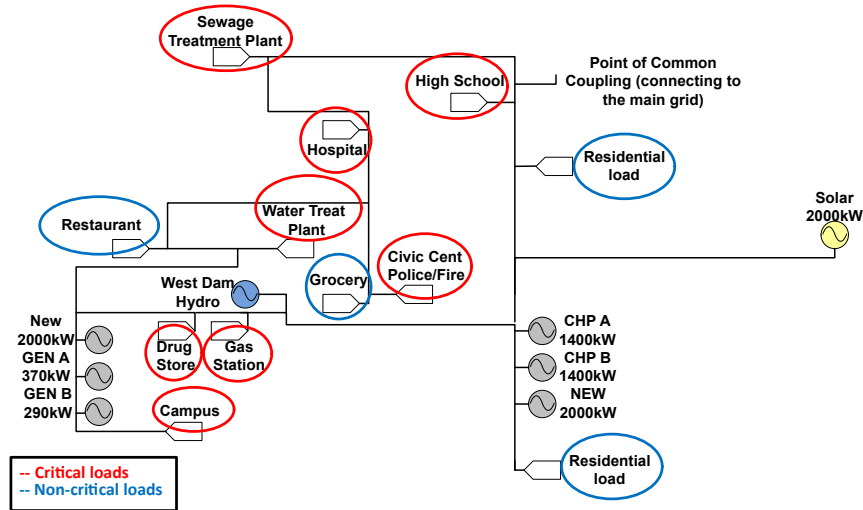 Sewage
Treatment Plant
High School
Point of Common
Coupling (connecting to
the main grid)
Hospital
Residential
load
Restaurant
Water Treat
Plant
Solar
2000kW
Civic Cent
Police/Fire
West Dam
Hydro
Grocery
New
2000kW
GEN A
370kW
GEN B
290kW
Drug
Store
Gas
Station
CHP A
1400kW
CHP B
1400kW
NEW
2000kW
Campus
Residential
load
-- Critical loads
-- Non-critical loads